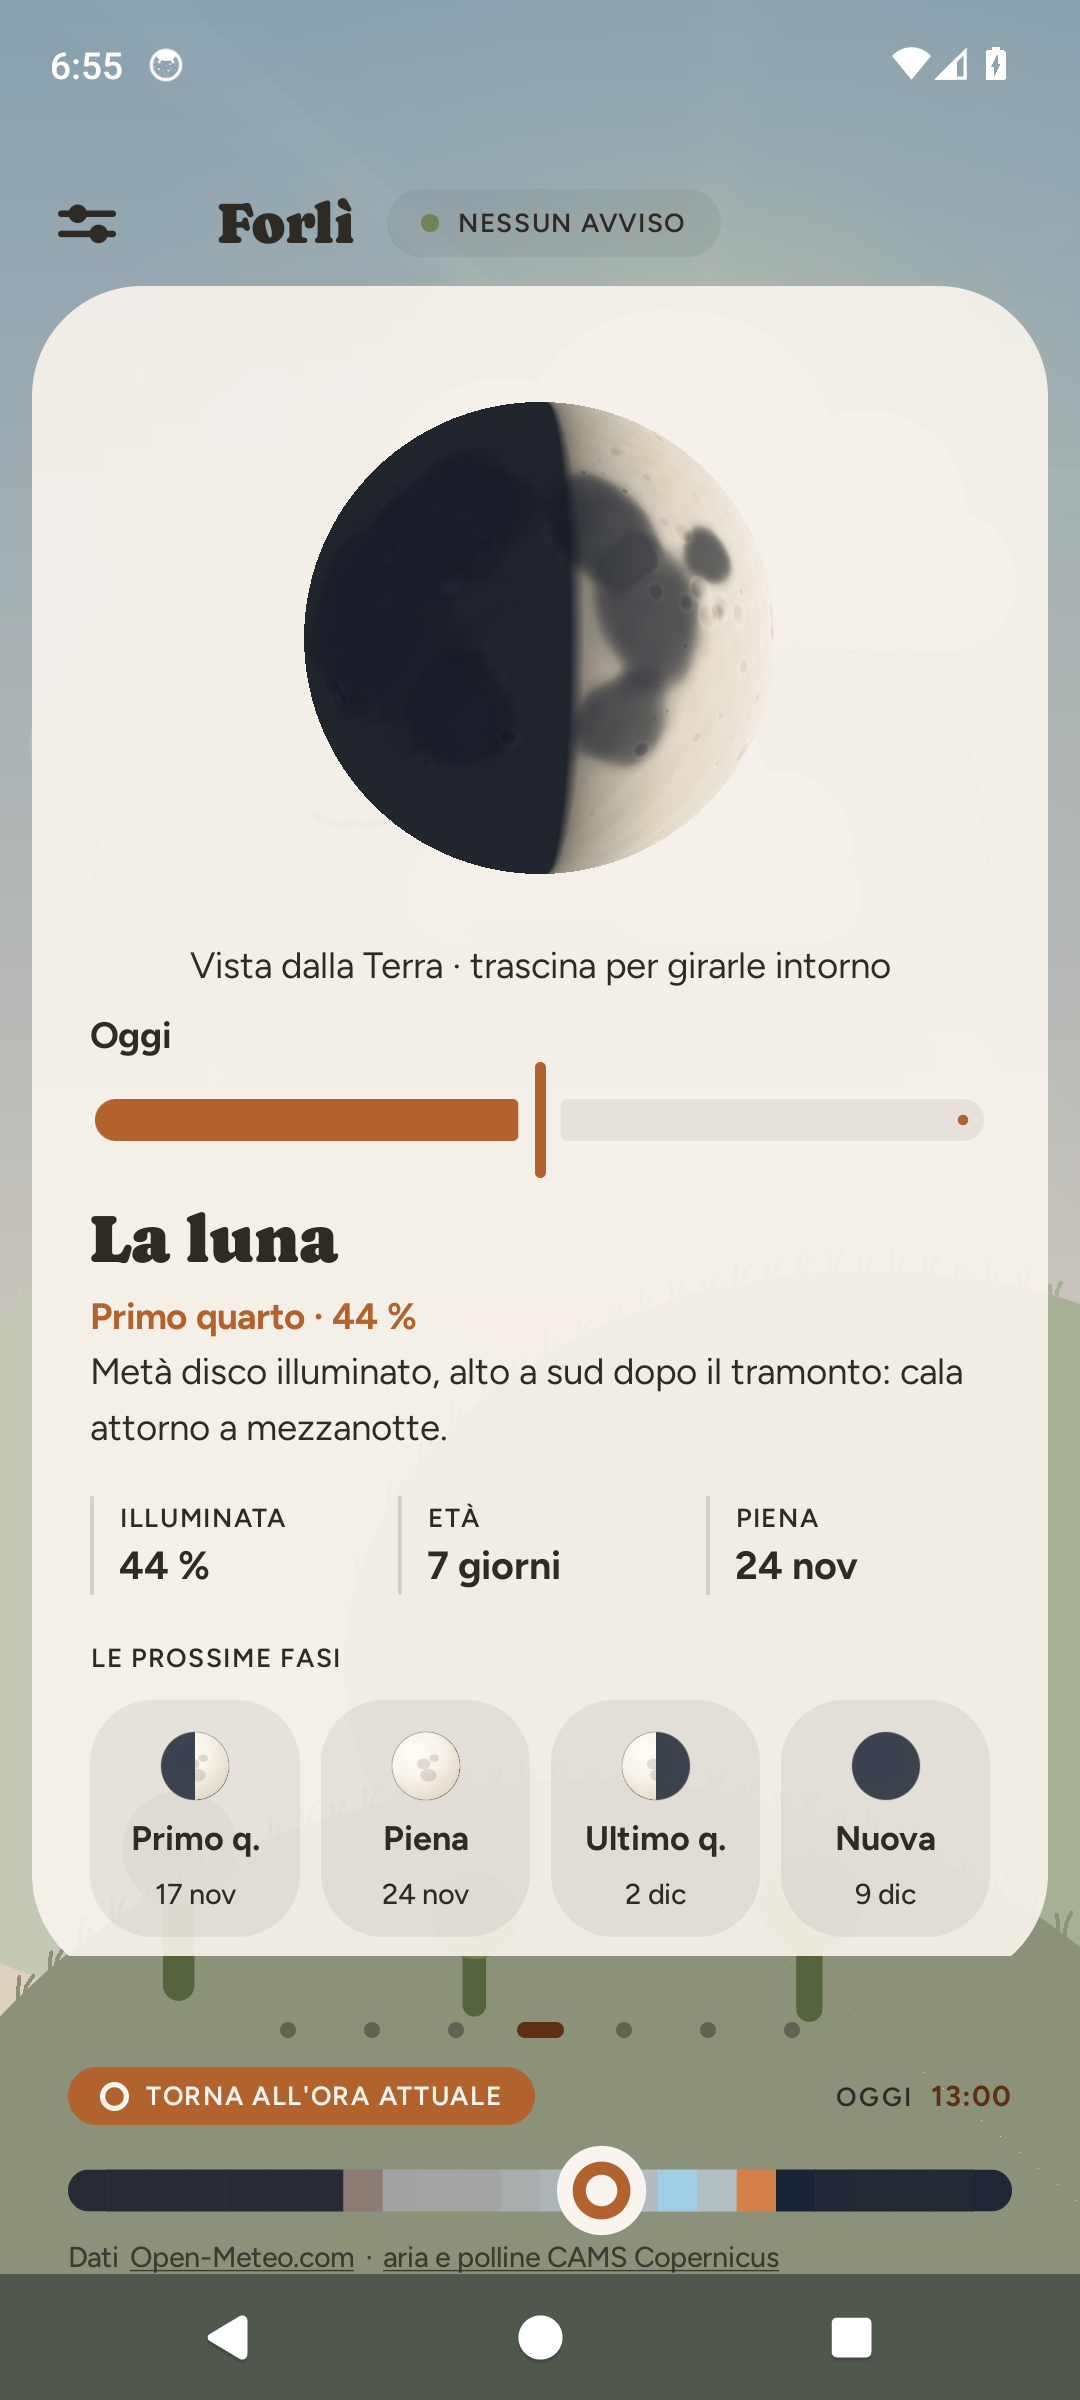 6:55
Forlì
NESSUN AVVISO
Vista dalla Terra · trascina per girarle intorno
Oggi
La luna
Primo quarto · 44 %
Metà disco illuminato, alto a sud dopo il tramonto: cala
attorno a mezzanotte.
ILLUMINATA
44 %
ETÀ
7 giorni
PIENA
24 nov
LE PROSSIME FASI
Primo q.
17 nov
Piena
24 nov
Ultimo q.
2 dic
Nuova
9 dic
TORNA ALL'ORA ATTUALE
OGGI 13:00
Dati Open-Meteo.com · aria e polline CAMS Copernicus